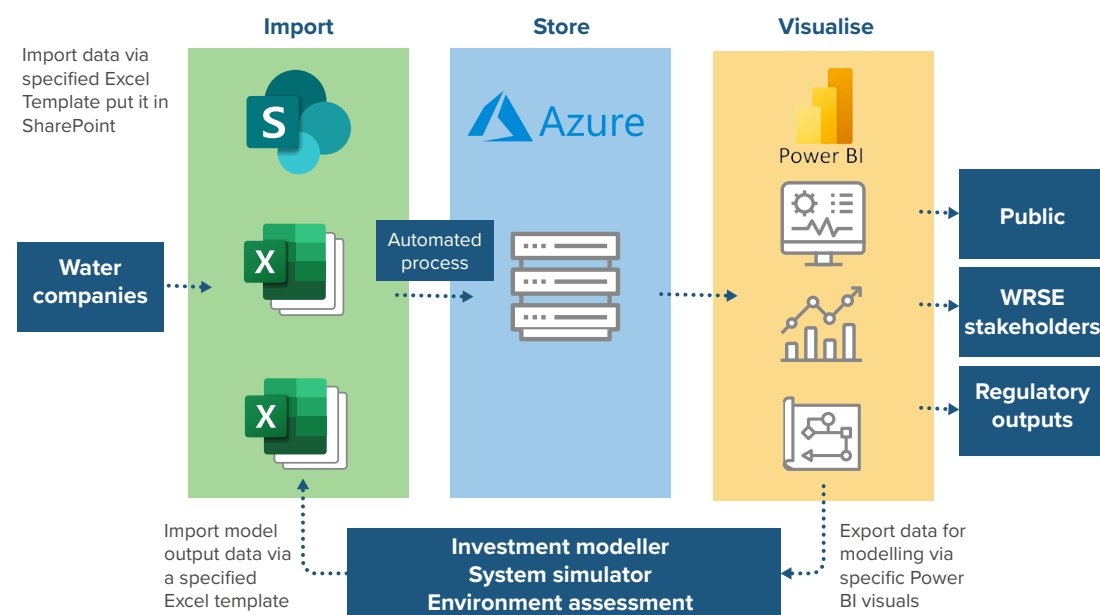 Import
Store
Visualise
Import data via
specified Excel
Template put it in
SharePoint
S
Azure
Power BI
Water
companies
X
Automated
process
X
Public
WRSE
stakeholders
Regulatory
outputs
Import model
output data via
a specified
Excel template
Investment modeller
System simulator
Environment assessment
Export data for
modelling via
specific Power
BI visuals